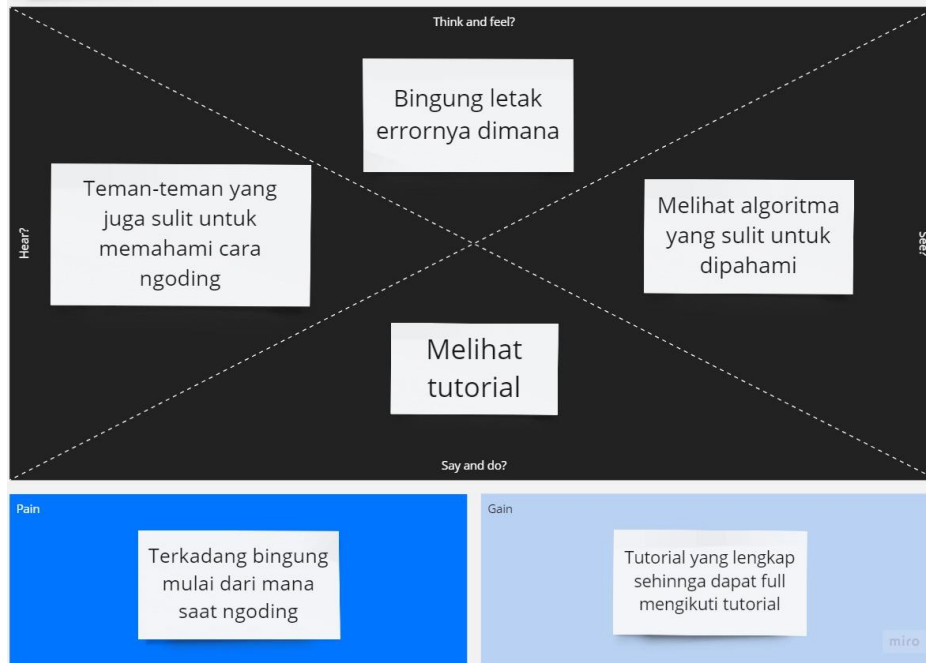 Think and feel?
Bingung letak
errornya dimana
Hear?
Teman-teman yang
juga sulit untuk
memahami cara
ngoding
Melihat algoritma
yang sulit untuk
dipahami
See?
Melihat
tutorial
Say and do?
Pain
Terkadang bingung
mulai dari mana
saat ngoding
Gain
Tutorial yang lengkap
sehinnga dapat full
mengikuti tutorial
miro